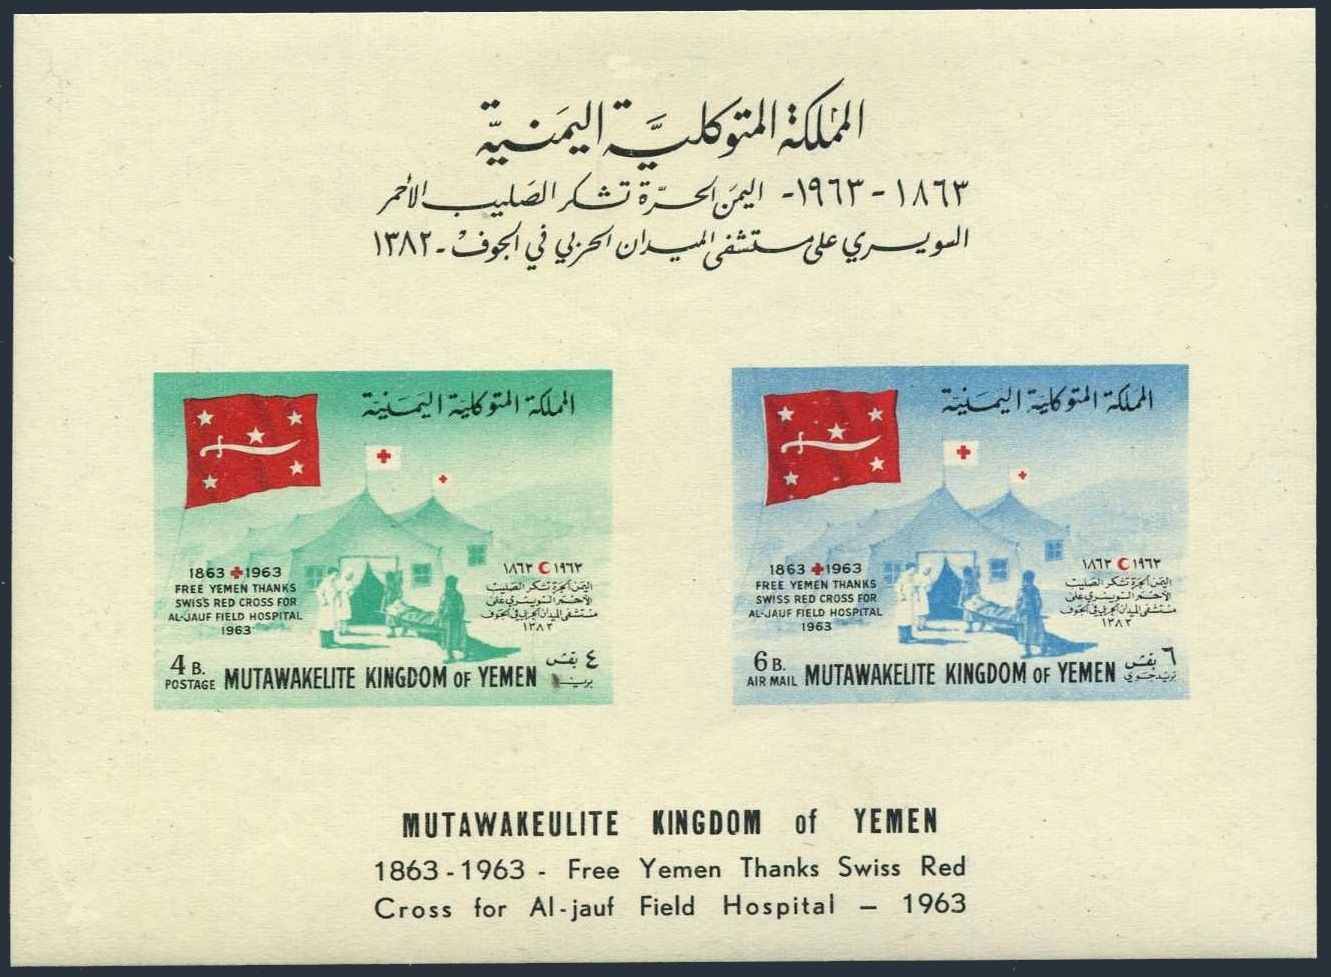 المملكة المتوكلية اليمنيّة
١٨٦٣ - ١٩٦٣- اليمن الحرّة تشكر الصليب الأحمر
السويسري على مستشفى الميدان الحربي في الجوف - ١٣٨٢
المملكة المتوكلية اليمنية
1863 1963
FREE YEMEN THANKS
SWISS RED CROSS FOR
AL-JAUF FIELD HOSPITAL
1963
١٨٦٣ ١٩٦٣
اليمن الحرة تشكر الصليب
الأحمر السويسري على
مستشفى الميدان الحربي في الجوف
١٣٨٢
4 B.
POSTAGE
MUTAWAKELITE KINGDOM OF YEMEN
٤ بقش
المملكة المتوكلية اليمنية
1863 1963
FREE YEMEN THANKS
SWISS RED CROSS FOR
AL-JAUF FIELD HOSPITAL
1963
١٨٦٣ ١٩٦٣
اليمن الحرة تشكر الصليب
الأحمر السويسري على
مستشفى الميدان الحربي في الجوف
١٣٨٢
6 B.
AIR MAIL
MUTAWAKELITE KINGDOM OF YEMEN
٦ بقش
بريد جوي
MUTAWAKEULITE KINGDOM of YEMEN
1863-1963 - Free Yemen Thanks Swiss Red
Cross for Al-jauf Field Hospital – 1963